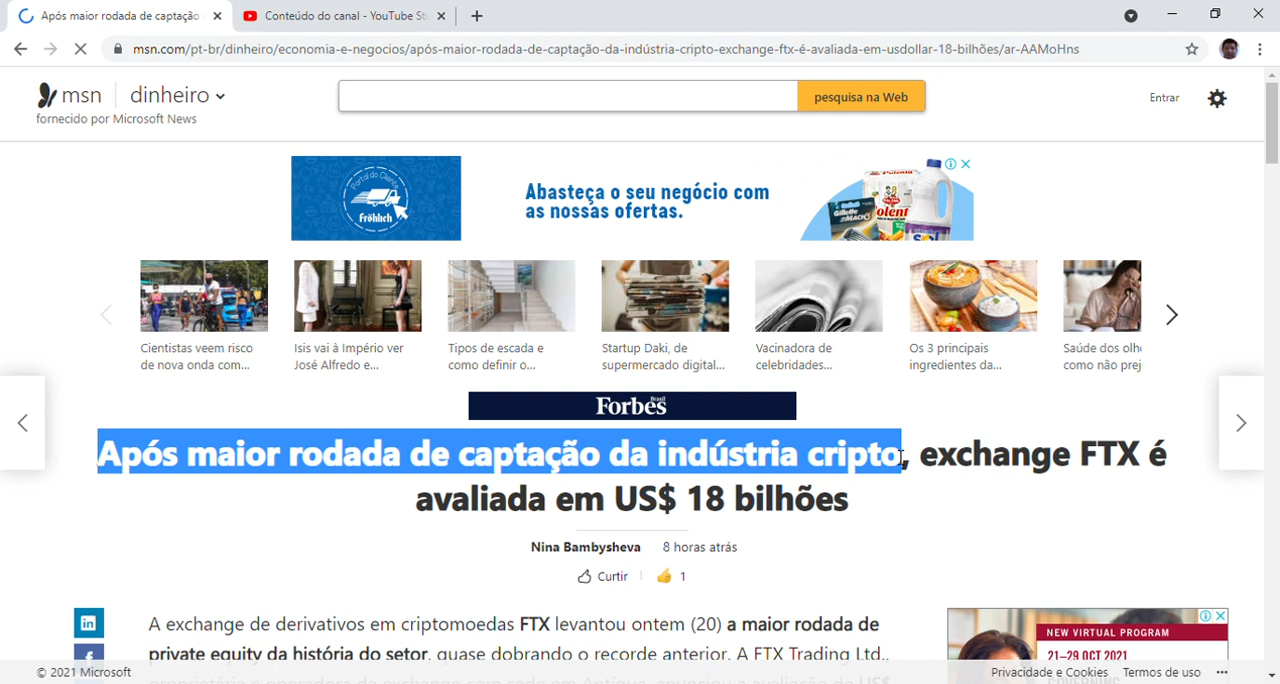 Após maior rodada de captação
Conteúdo do canal - YouTube St
msn.com/pt-br/dinheiro/economia-e-negocios/após-maior-rodada-de-captação-da-indústria-cripto-exchange-ftx-é-avaliada-em-usdollar-18-bilhões/ar-AAMoHns
msn dinheiro
pesquisa na Web
Entrar
fornecido por Microsoft News
Portal do Cliente
Fröhlich
Abasteça o seu negócio com
as nossas ofertas.
Cientistas veem risco
de nova onda com...
Isis vai à Império ver
José Alfredo e...
Tipos de escada e
como definir o...
Startup Daki, de
supermercado digital...
Vacinadora de
celebridades...
Os 3 principais
ingredientes da...
Saúde dos olh
como não prej
Forbes
Brasil
Após maior rodada de captação da indústria cripto, exchange FTX é
avaliada em US$ 18 bilhões
Nina Bambysheva 8 horas atrás
Curtir 1
A exchange de derivativos em criptomoedas FTX levantou ontem (20) a maior rodada de
private equity da história do setor, quase dobrando o recorde anterior. A FTX Trading Ltd.,
NEW VIRTUAL PROGRAM
21–29 OCT 2021
© 2021 Microsoft
Privacidade e Cookies Termos de uso ...